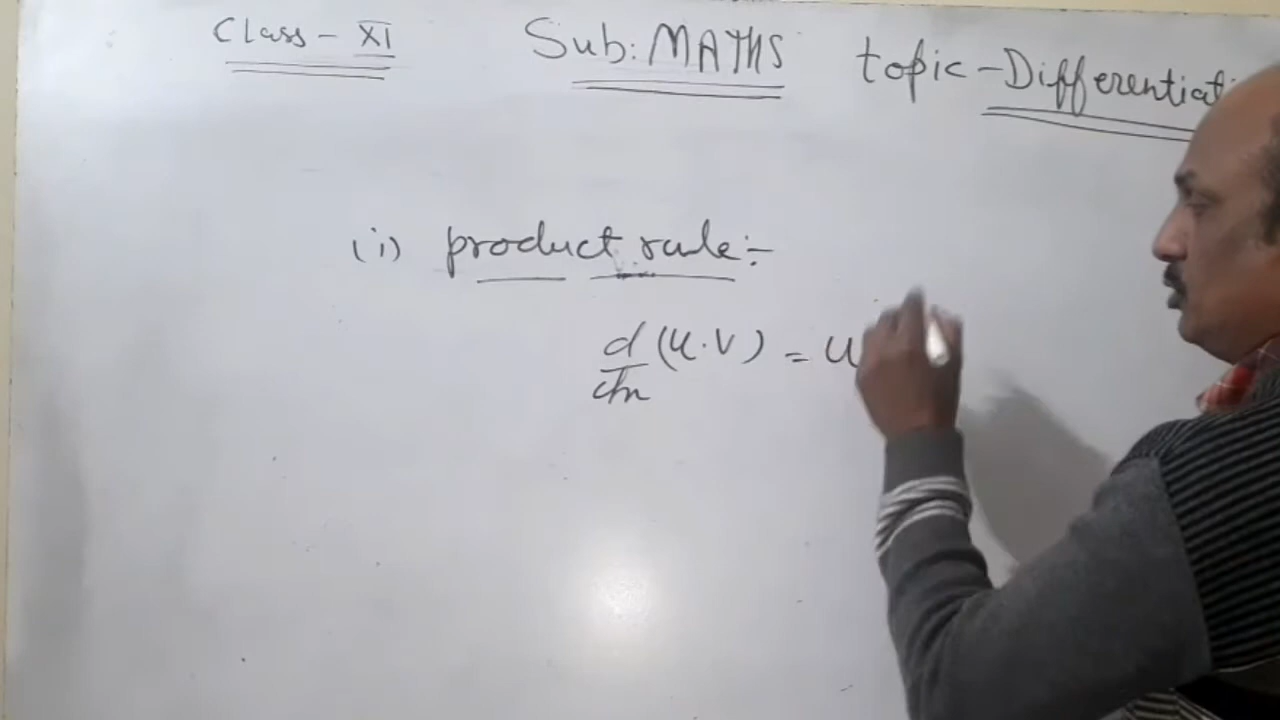 Class - XI Sub: MATHS topic - Differentiati
(i) product rule:-
d/dx (u.v) = u